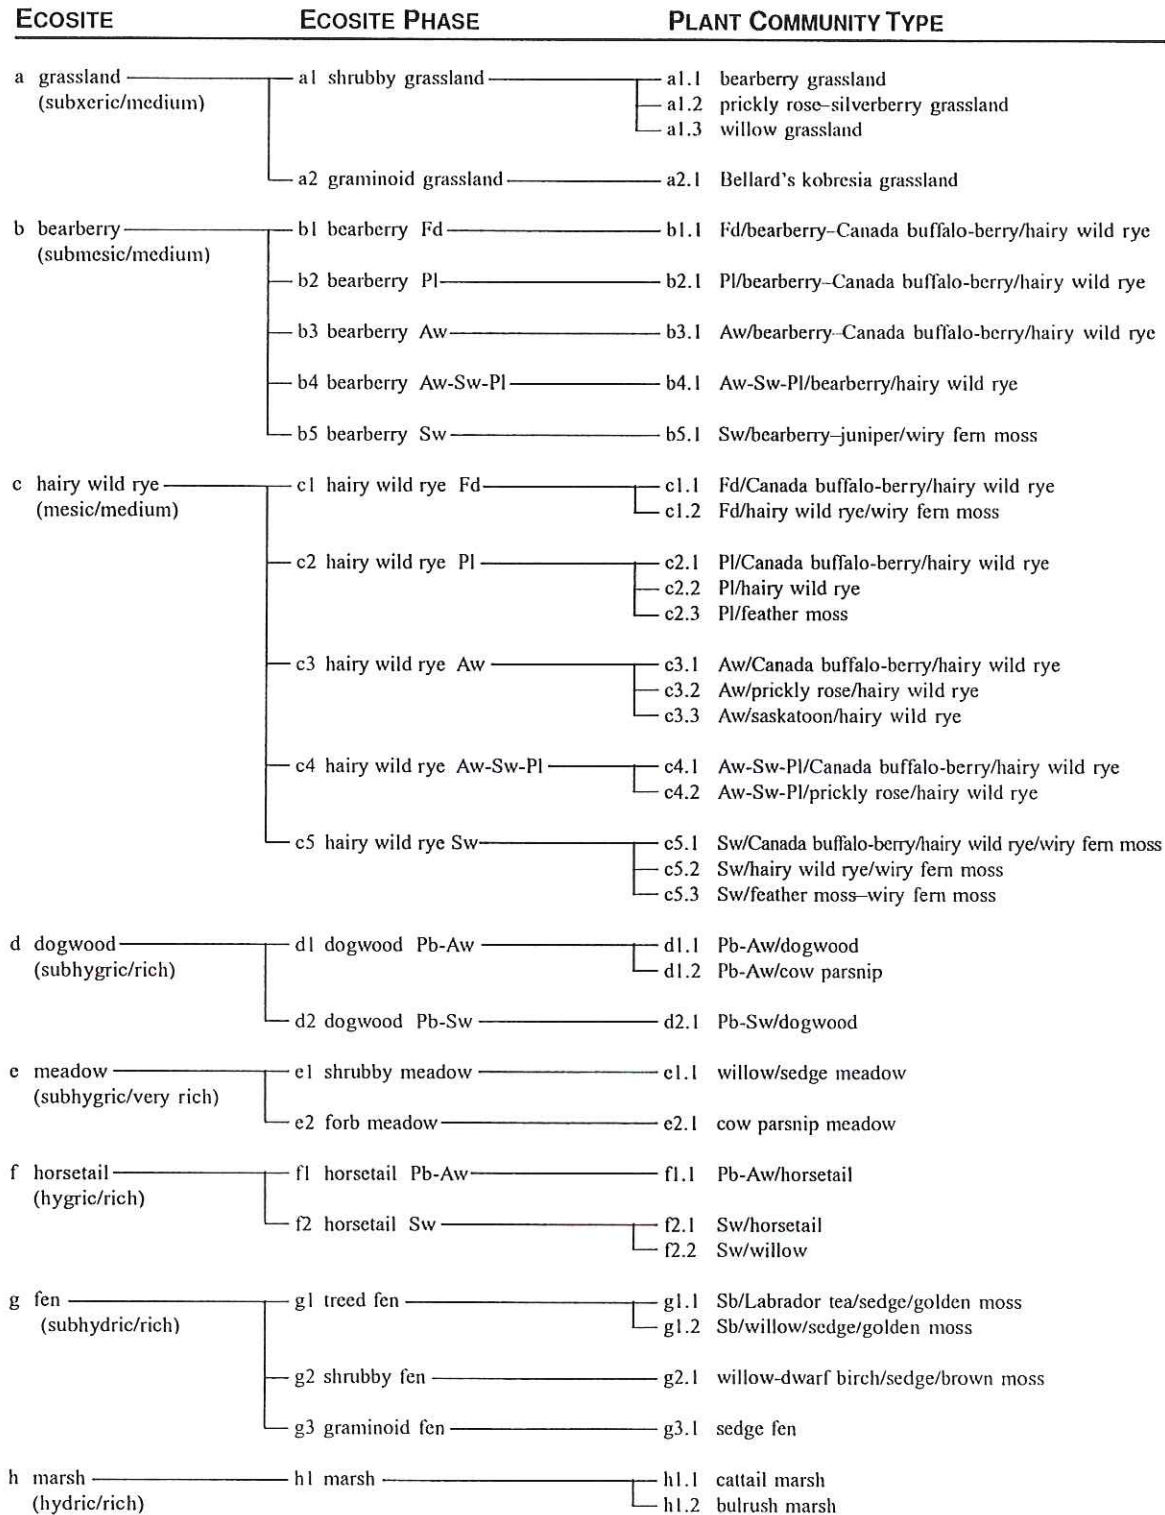 ECOSITE ECOSITE PHASE PLANT COMMUNITY TYPE
a grassland a1 shrubby grassland a1.1 bearberry grassland
(subxeric/medium) a1.2 prickly rose–silverberry grassland
a1.3 willow grassland
a2 graminoid grassland a2.1 Bellard's kobresia grassland
b bearberry b1 bearberry Fd b1.1 Fd/bearberry–Canada buffalo-berry/hairy wild rye
(submesic/medium)
b2 bearberry Pl b2.1 Pl/bearberry–Canada buffalo-berry/hairy wild rye
b3 bearberry Aw b3.1 Aw/bearberry–Canada buffalo-berry/hairy wild rye
b4 bearberry Aw-Sw-Pl b4.1 Aw-Sw-Pl/bearberry/hairy wild rye
b5 bearberry Sw b5.1 Sw/bearberry–juniper/wiry fern moss
c hairy wild rye c1 hairy wild rye Fd c1.1 Fd/Canada buffalo-berry/hairy wild rye
(mesic/medium) c1.2 Fd/hairy wild rye/wiry fern moss
c2 hairy wild rye Pl c2.1 Pl/Canada buffalo-berry/hairy wild rye
c2.2 Pl/hairy wild rye
c2.3 Pl/feather moss
c3 hairy wild rye Aw c3.1 Aw/Canada buffalo-berry/hairy wild rye
c3.2 Aw/prickly rose/hairy wild rye
c3.3 Aw/saskatoon/hairy wild rye
c4 hairy wild rye Aw-Sw-Pl c4.1 Aw-Sw-Pl/Canada buffalo-berry/hairy wild rye
c4.2 Aw-Sw-Pl/prickly rose/hairy wild rye
c5 hairy wild rye Sw c5.1 Sw/Canada buffalo-berry/hairy wild rye/wiry fern moss
c5.2 Sw/hairy wild rye/wiry fern moss
c5.3 Sw/feather moss–wiry fern moss
d dogwood d1 dogwood Pb-Aw d1.1 Pb-Aw/dogwood
(subhygric/rich) d1.2 Pb-Aw/cow parsnip
d2 dogwood Pb-Sw d2.1 Pb-Sw/dogwood
e meadow e1 shrubby meadow e1.1 willow/sedge meadow
(subhygric/very rich)
e2 forb meadow e2.1 cow parsnip meadow
f horsetail f1 horsetail Pb-Aw f1.1 Pb-Aw/horsetail
(hygric/rich)
f2 horsetail Sw f2.1 Sw/horsetail
f2.2 Sw/willow
g fen g1 treed fen g1.1 Sb/Labrador tea/sedge/golden moss
(subhydric/rich) g1.2 Sb/willow/sedge/golden moss
g2 shrubby fen g2.1 willow-dwarf birch/sedge/brown moss
g3 graminoid fen g3.1 sedge fen
h marsh h1 marsh h1.1 cattail marsh
(hydric/rich) h1.2 bulrush marsh